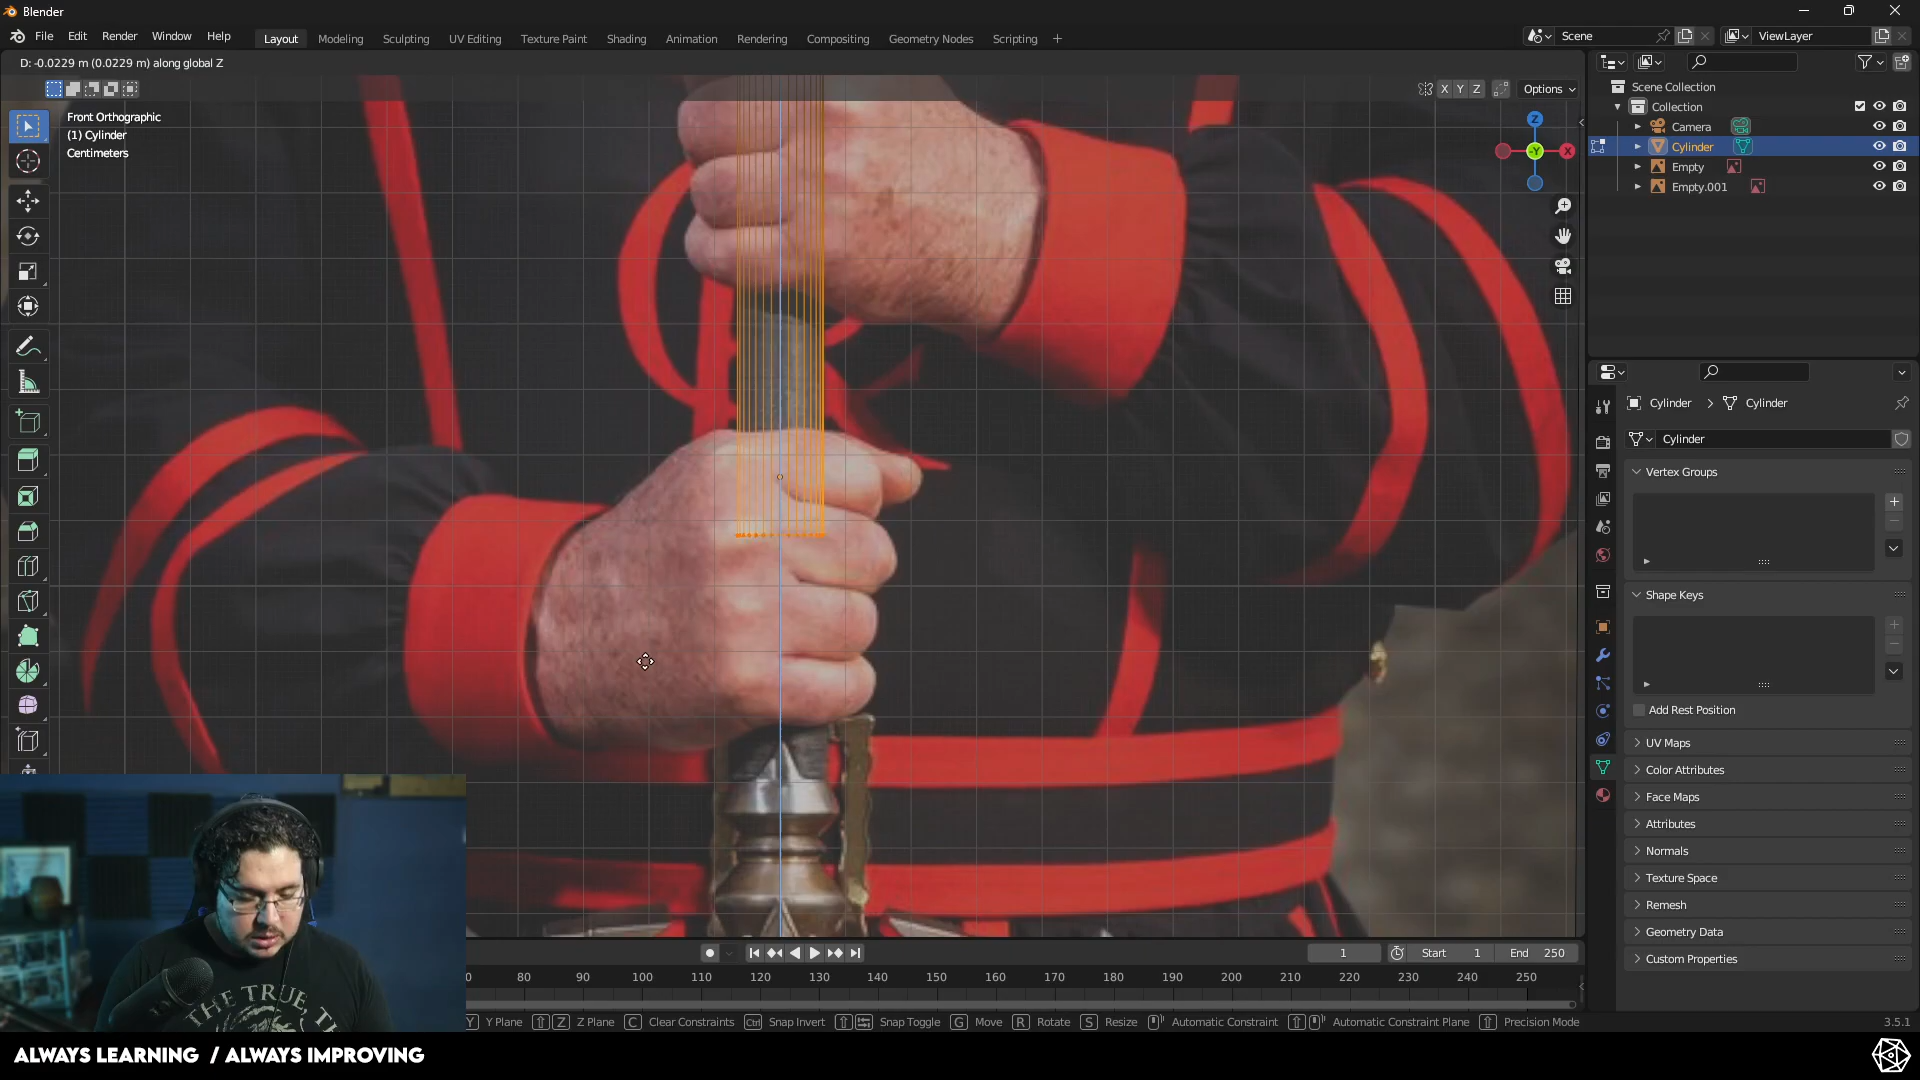 Blender
File Edit Render Window Help
Layout Modeling Sculpting UV Editing Texture Paint Shading Animation Rendering Compositing Geometry Nodes Scripting
Scene
ViewLayer
D: -0.0229 m (0.0229 m) along global Z
X Y Z
Options
Front Orthographic
(1) Cylinder
Centimeters
Z
-Y
X
Scene Collection
Collection
Camera
Cylinder
Empty
Empty.001
Cylinder
Cylinder
Cylinder
Vertex Groups
Shape Keys
Add Rest Position
UV Maps
Color Attributes
Face Maps
Attributes
Normals
Texture Space
Remesh
Geometry Data
Custom Properties
1
Start 1
End 250
80 90 100 110 120 130 140 150 160 170 180 190 200 210 220 230 240 250
Y Y Plane Z Z Plane C Clear Constraints Ctrl Snap Invert Snap Toggle G Move R Rotate S Resize Automatic Constraint Automatic Constraint Plane Precision Mode
3.5.1
THE TRUE, TH
ALWAYS LEARNING / ALWAYS IMPROVING